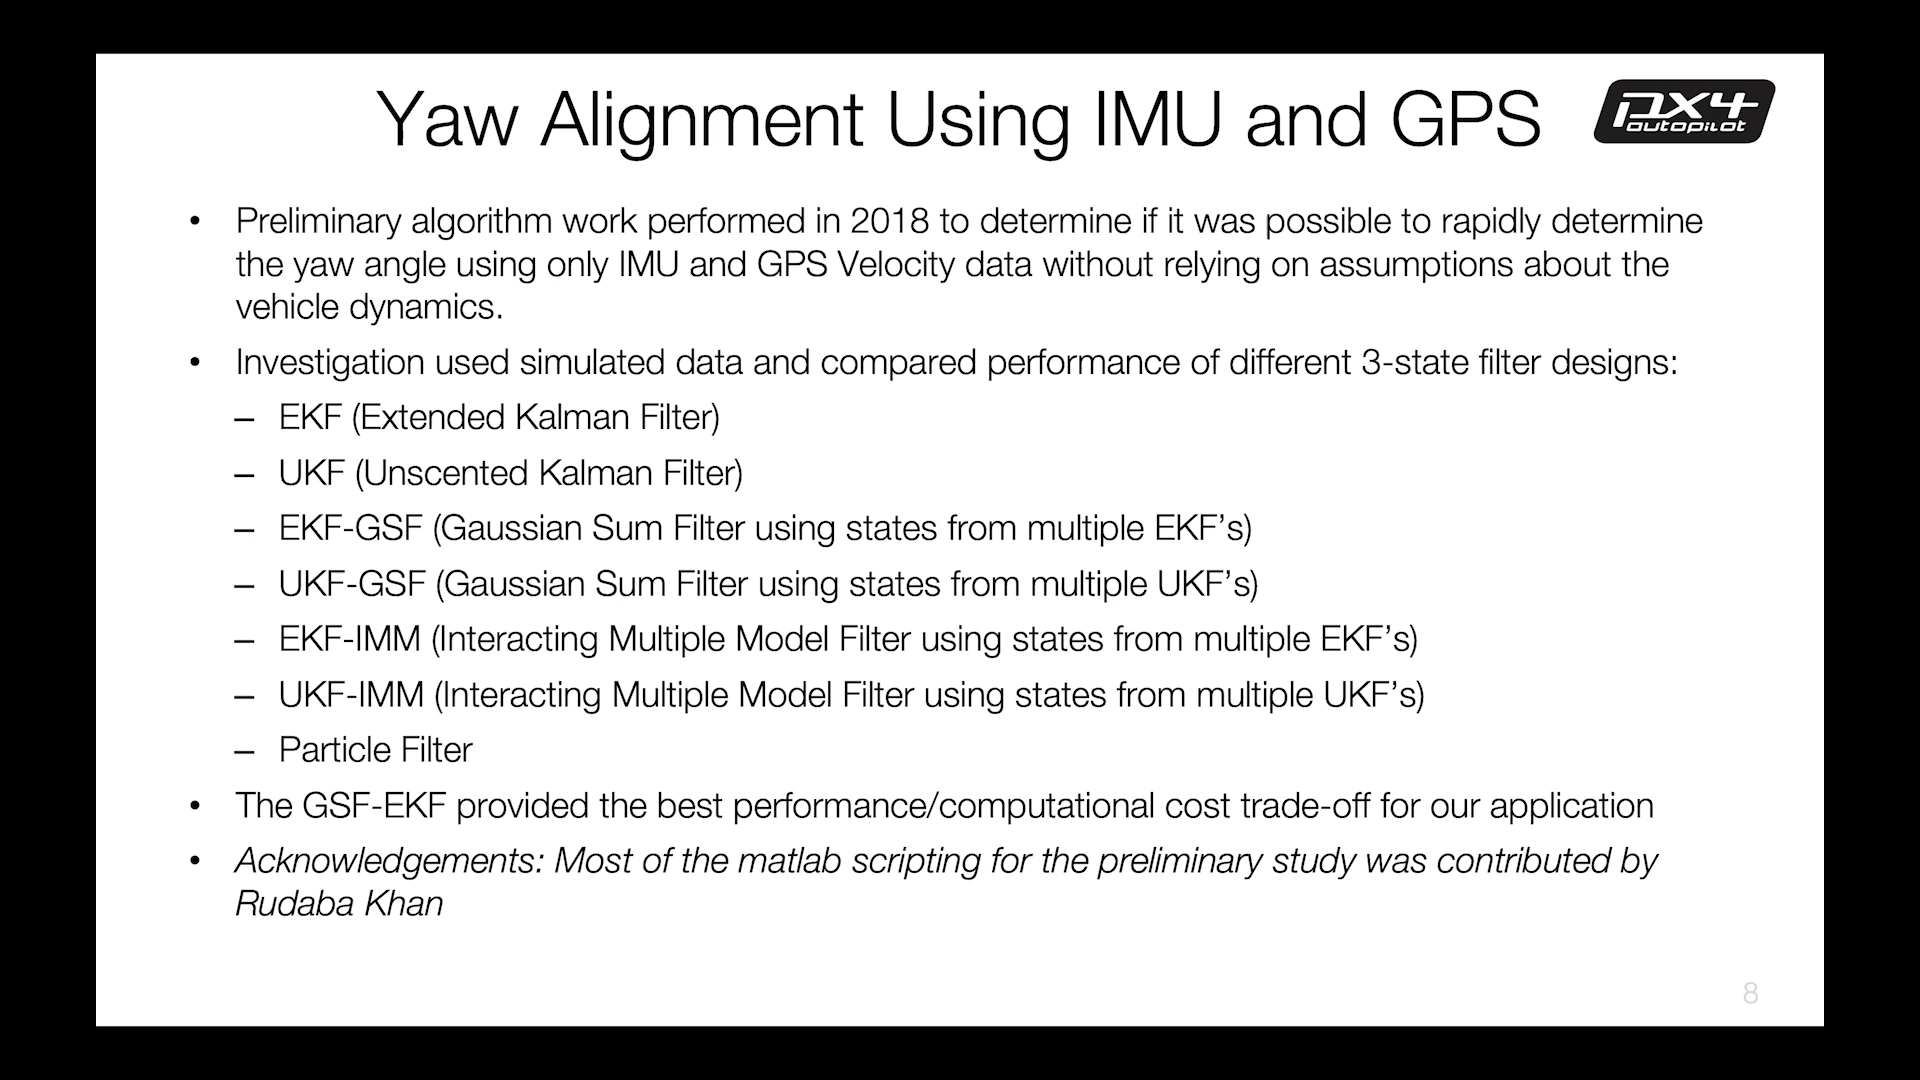 Yaw Alignment Using IMU and GPS
PX4
autopilot
• Preliminary algorithm work performed in 2018 to determine if it was possible to rapidly determine
the yaw angle using only IMU and GPS Velocity data without relying on assumptions about the
vehicle dynamics.
• Investigation used simulated data and compared performance of different 3-state filter designs:
– EKF (Extended Kalman Filter)
– UKF (Unscented Kalman Filter)
– EKF-GSF (Gaussian Sum Filter using states from multiple EKF’s)
– UKF-GSF (Gaussian Sum Filter using states from multiple UKF’s)
– EKF-IMM (Interacting Multiple Model Filter using states from multiple EKF’s)
– UKF-IMM (Interacting Multiple Model Filter using states from multiple UKF’s)
– Particle Filter
• The GSF-EKF provided the best performance/computational cost trade-off for our application
• Acknowledgements: Most of the matlab scripting for the preliminary study was contributed by
Rudaba Khan
8